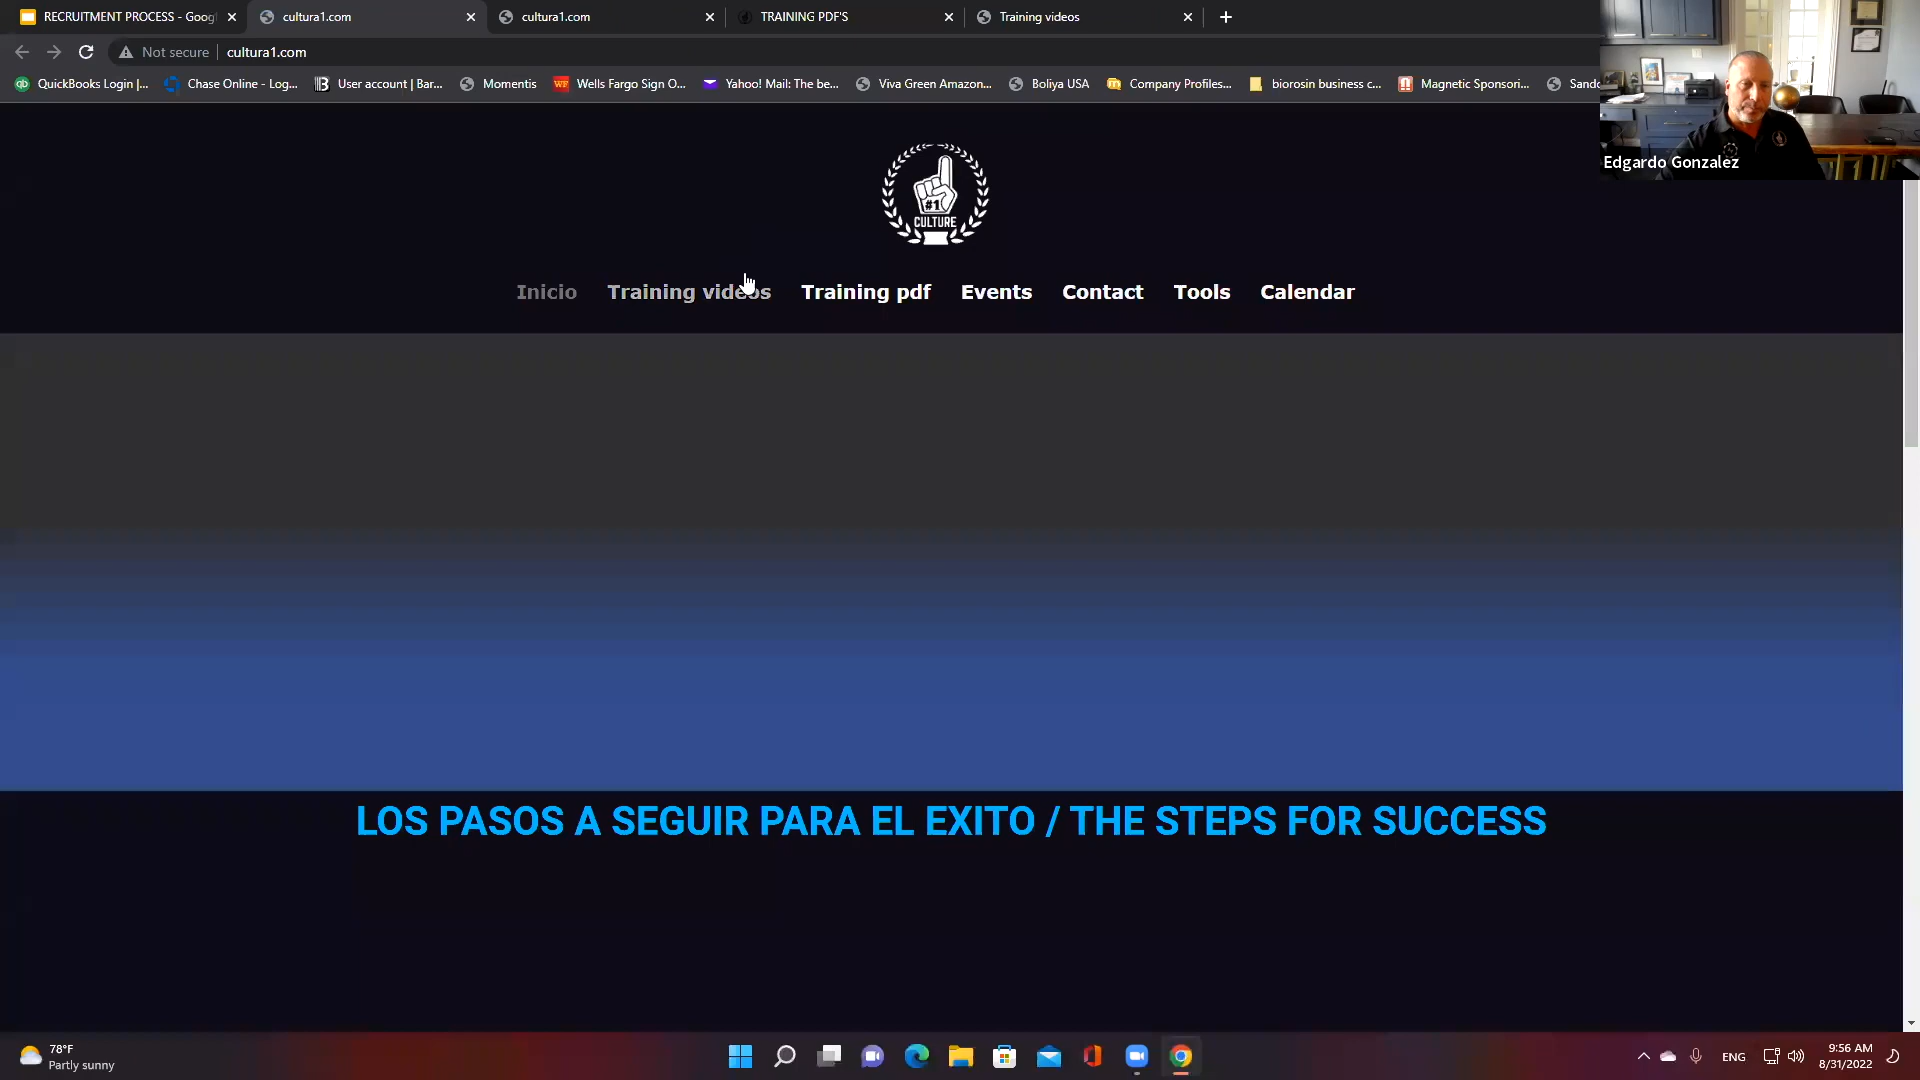 RECRUITMENT PROCESS - Goog
cultura1.com
cultura1.com
TRAINING PDF'S
Training videos
Not secure
cultura1.com
QuickBooks Login |...
Chase Online - Log...
User account | Bar...
Momentis
Wells Fargo Sign O...
Yahoo! Mail: The be...
Viva Green Amazon...
Boliya USA
Company Profiles...
biorosin business c...
Magnetic Sponsori...
Sando
Edgardo Gonzalez
#1
CULTURE
Inicio Training videos Training pdf Events Contact Tools Calendar
LOS PASOS A SEGUIR PARA EL EXITO / THE STEPS FOR SUCCESS
78°F
Partly sunny
ENG
9:56 AM
8/31/2022